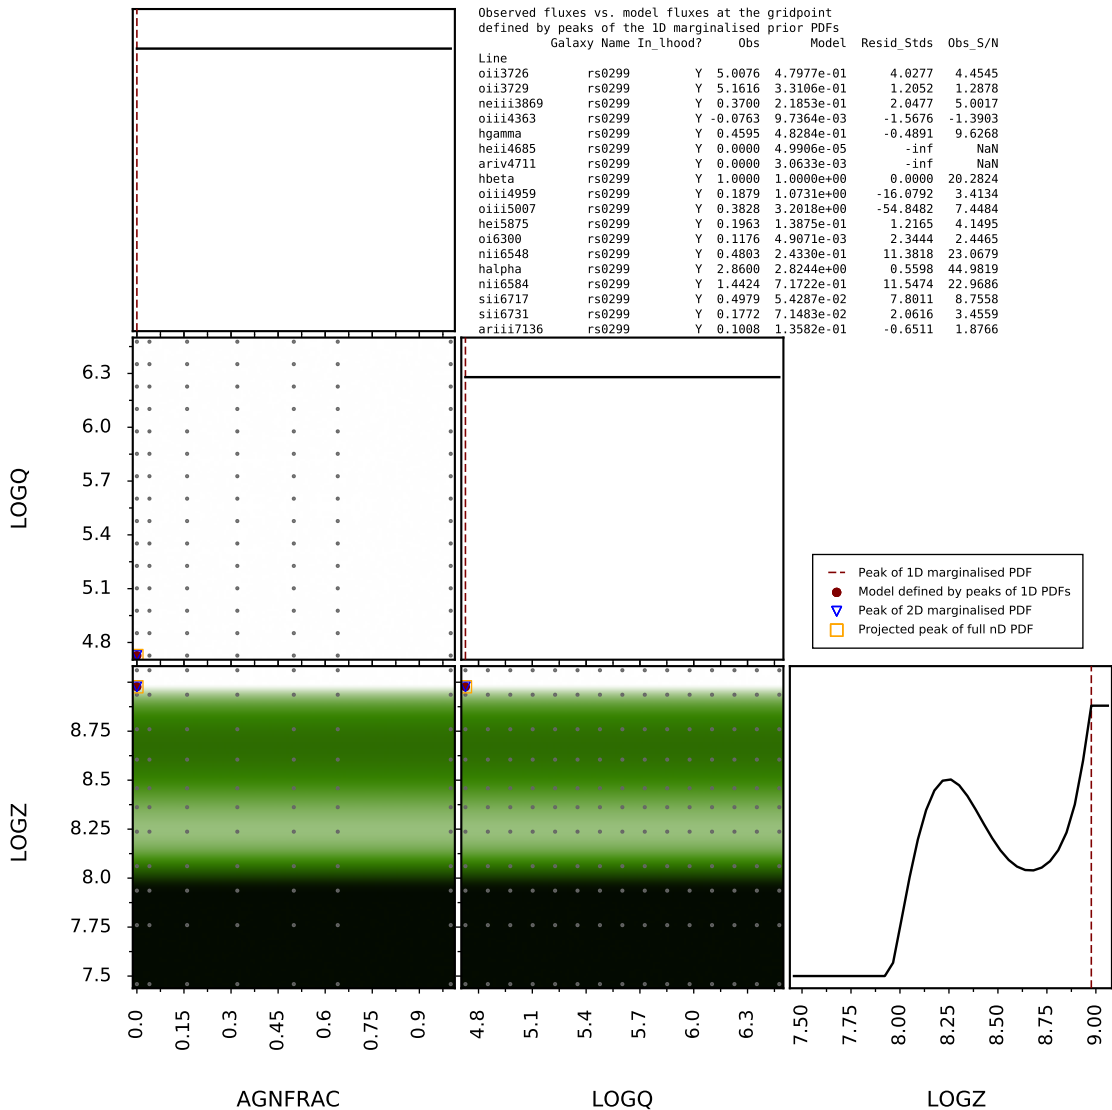 Observed fluxes vs. model fluxes at the gridpoint
defined by peaks of the 1D marginalised prior PDFs
Galaxy Name In_lhood? Obs Model Resid_Stds Obs_S/N
Line
oii3726 rs0299 Y 5.0076 4.7977e-01 4.0277 4.4545
oii3729 rs0299 Y 5.1616 3.3106e-01 1.2052 1.2878
neiii3869 rs0299 Y 0.3700 2.1853e-01 2.0477 5.0017
oiii4363 rs0299 Y -0.0763 9.7364e-03 -1.5676 -1.3903
hgamma rs0299 Y 0.4595 4.8284e-01 -0.4891 9.6268
heii4685 rs0299 Y 0.0000 4.9906e-05 -inf NaN
ariv4711 rs0299 Y 0.0000 3.0633e-03 -inf NaN
hbeta rs0299 Y 1.0000 1.0000e+00 0.0000 20.2824
oiii4959 rs0299 Y 0.1879 1.0731e+00 -16.0792 3.4134
oiii5007 rs0299 Y 0.3828 3.2018e+00 -54.8482 7.4484
hei5875 rs0299 Y 0.1963 1.3875e-01 1.2165 4.1495
oi6300 rs0299 Y 0.1176 4.9071e-03 2.3444 2.4465
nii6548 rs0299 Y 0.4803 2.4330e-01 11.3818 23.0679
halpha rs0299 Y 2.8600 2.8244e+00 0.5598 44.9819
nii6584 rs0299 Y 1.4424 7.1722e-01 11.5474 22.9686
sii6717 rs0299 Y 0.4979 5.4287e-02 7.8011 8.7558
sii6731 rs0299 Y 0.1772 7.1483e-02 2.0616 3.4559
ariii7136 rs0299 Y 0.1008 1.3582e-01 -0.6511 1.8766
6.3
6.0
5.7
5.4
5.1
4.8
LOGQ
Peak of 1D marginalised PDF
Model defined by peaks of 1D PDFs
Peak of 2D marginalised PDF
Projected peak of full nD PDF
8.75
8.5
8.25
8.0
7.75
7.5
LOGZ
0.0 0.15 0.3 0.45 0.6 0.75 0.9
4.8 5.1 5.4 5.7 6.0 6.3
7.50 7.75 8.00 8.25 8.50 8.75 9.00
AGNFRAC LOGQ LOGZ